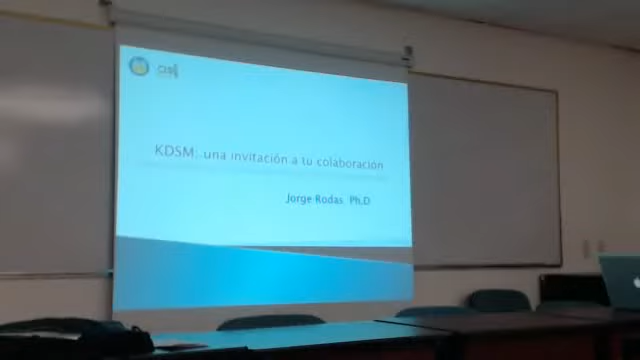 KDSM: una invitación a tu colaboración
Jorge Rodas. Ph.D